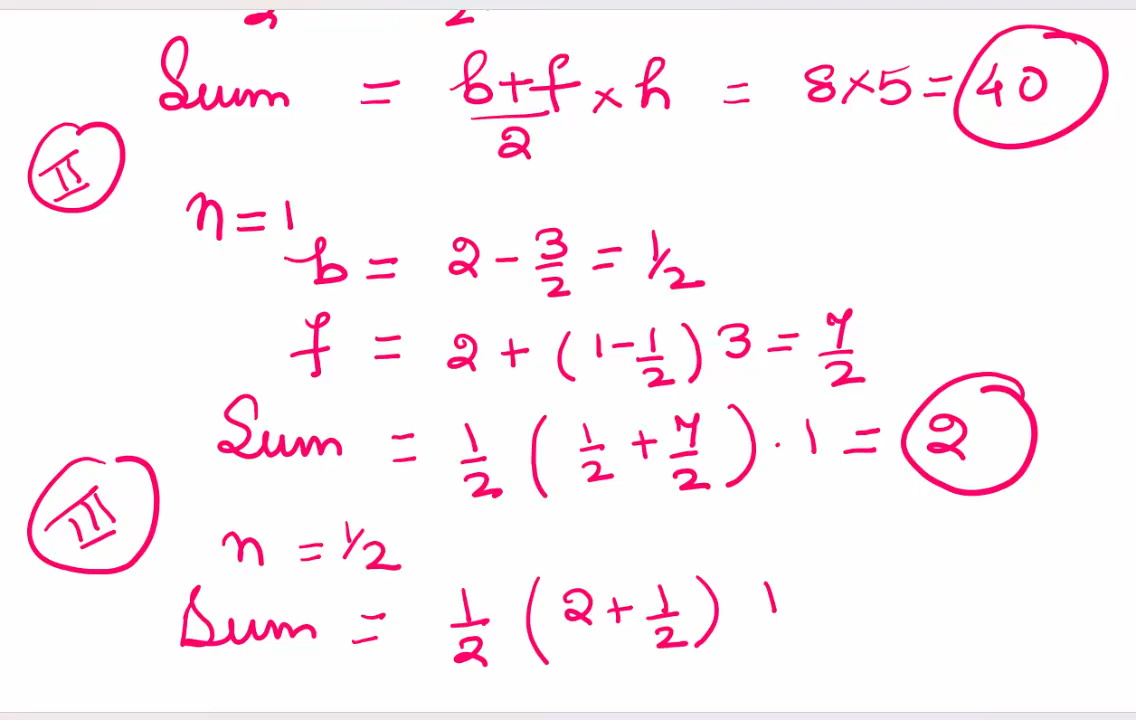 Sum = (b+f)/2 × h = 8×5 = 40
II
n = 1
b = 2 - 3/2 = 1/2
f = 2 + (1 - 1/2) 3 = 7/2
Sum = 1/2 (1/2 + 7/2) · 1 = 2
III
n = 1/2
Sum = 1/2 (2 + 1/2) 1